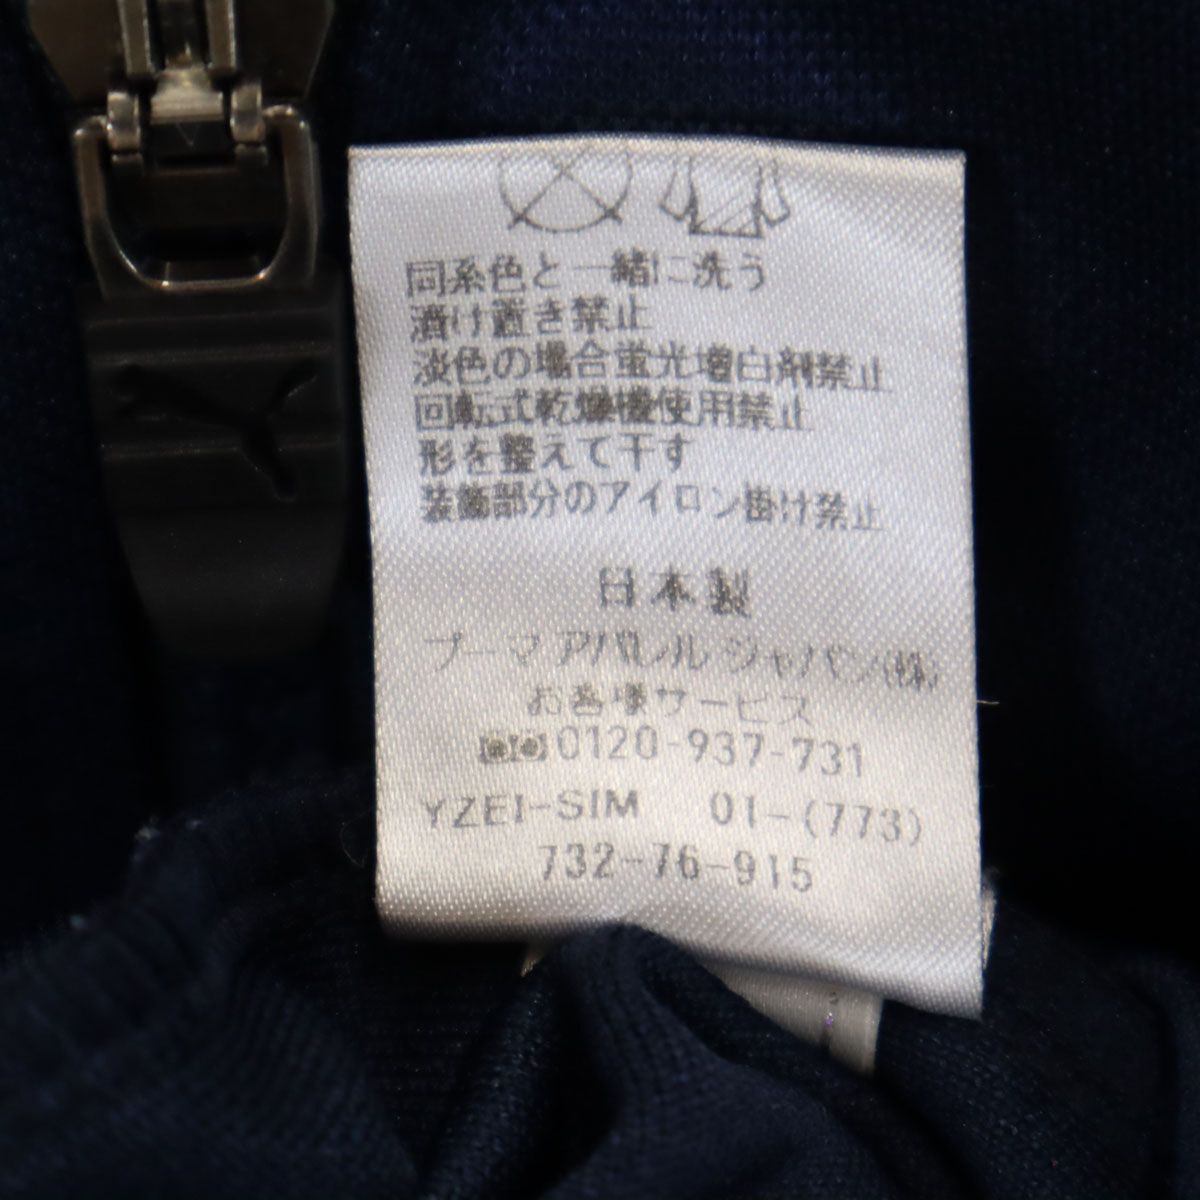 同系色と一緒に洗う
漬け置き禁止
淡色の場合蛍光増白剤禁止
回転式乾燥機使用禁止
形を整えて干す
装飾部分のアイロン掛け禁止
日本製
プーマ アパレル ジャパン(株)
お客様サービス
0120-937-731
YZEI-SIM 01-(773)
732-76-915